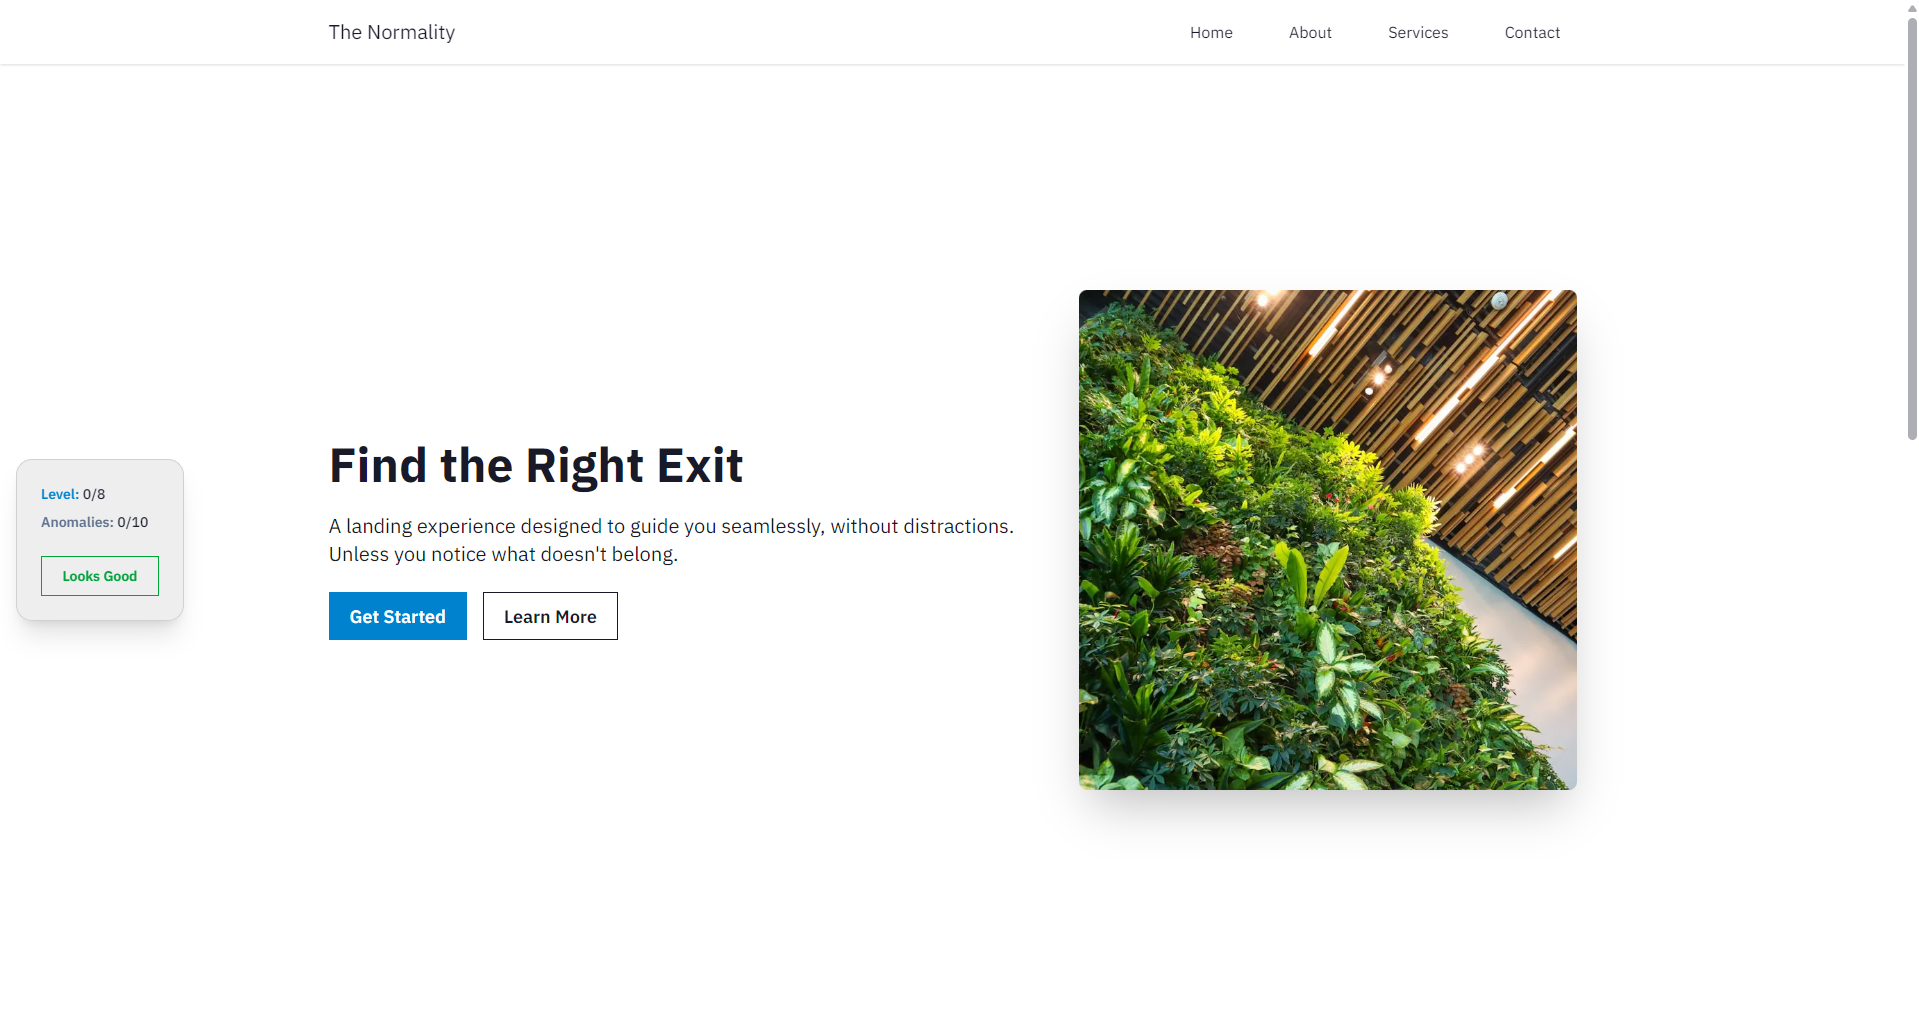 The Normality
Home
About
Services
Contact
Find the Right Exit
A landing experience designed to guide you seamlessly, without distractions.
Unless you notice what doesn't belong.
Get Started
Learn More
Level: 0/8
Anomalies: 0/10
Looks Good